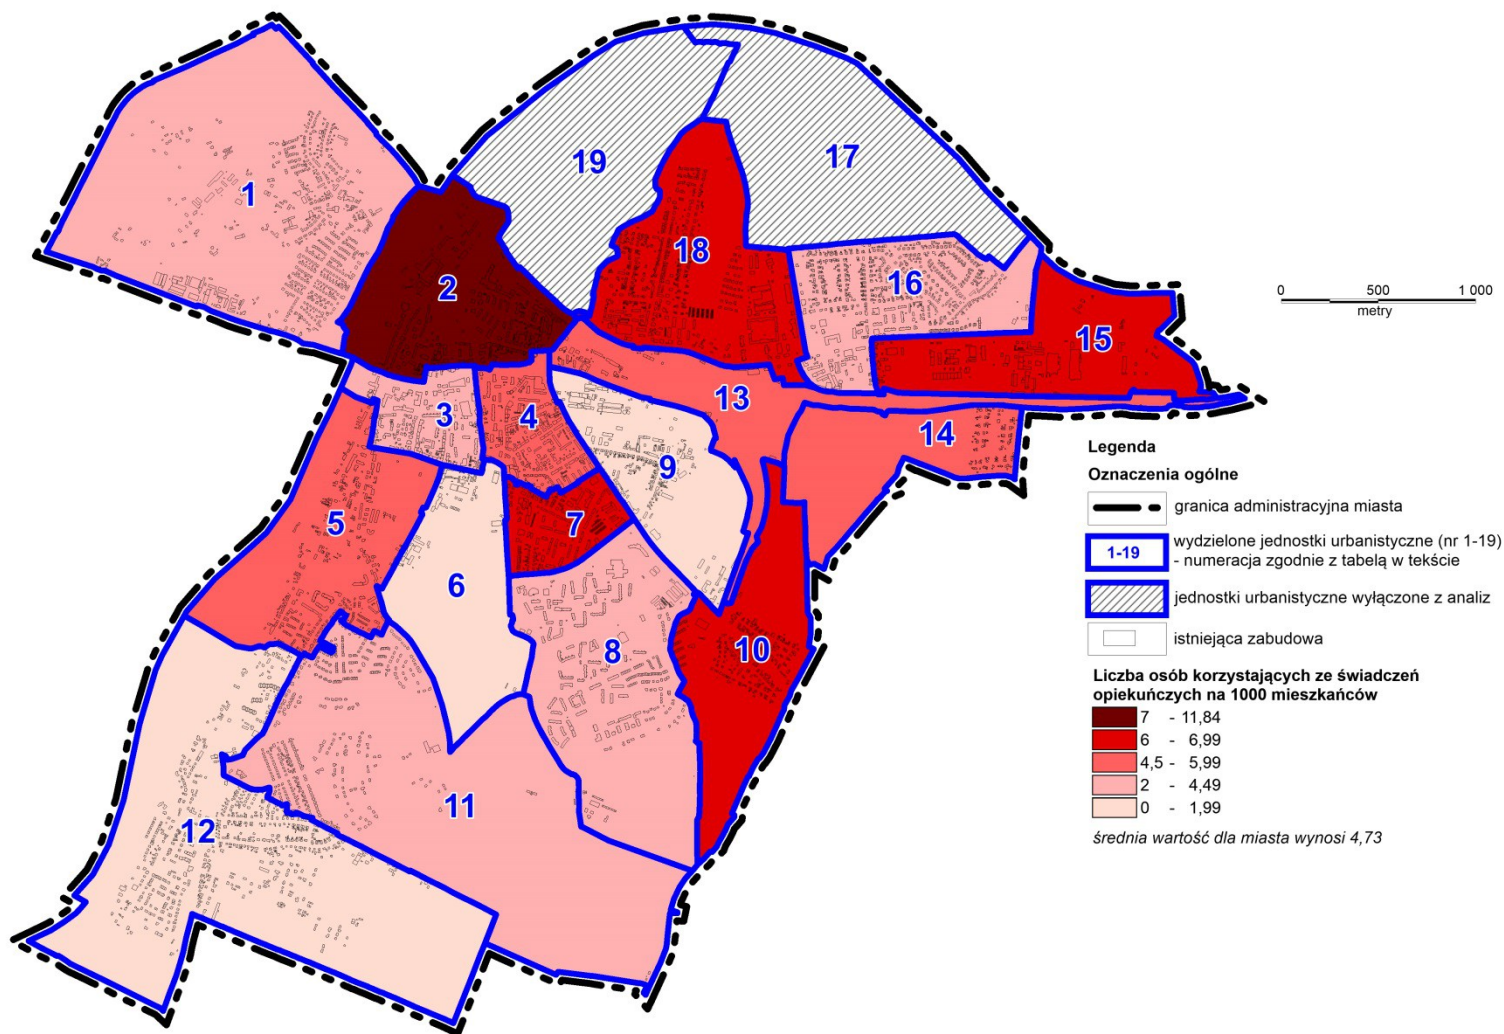 19
17
1
18
2
16
0 500 1 000
metry
15
13
3
4
14
9
Legenda
Oznaczenia ogólne
5
7
granica administracyjna miasta
1-19
wydzielone jednostki urbanistyczne (nr 1-19)
- numeracja zgodnie z tabelą w tekście
6
jednostki urbanistyczne wyłączone z analiz
istniejąca zabudowa
8
10
Liczba osób korzystających ze świadczeń
opiekuńczych na 1000 mieszkańców
7 - 11,84
6 - 6,99
4,5 - 5,99
2 - 4,49
0 - 1,99
11
12
średnia wartość dla miasta wynosi 4,73